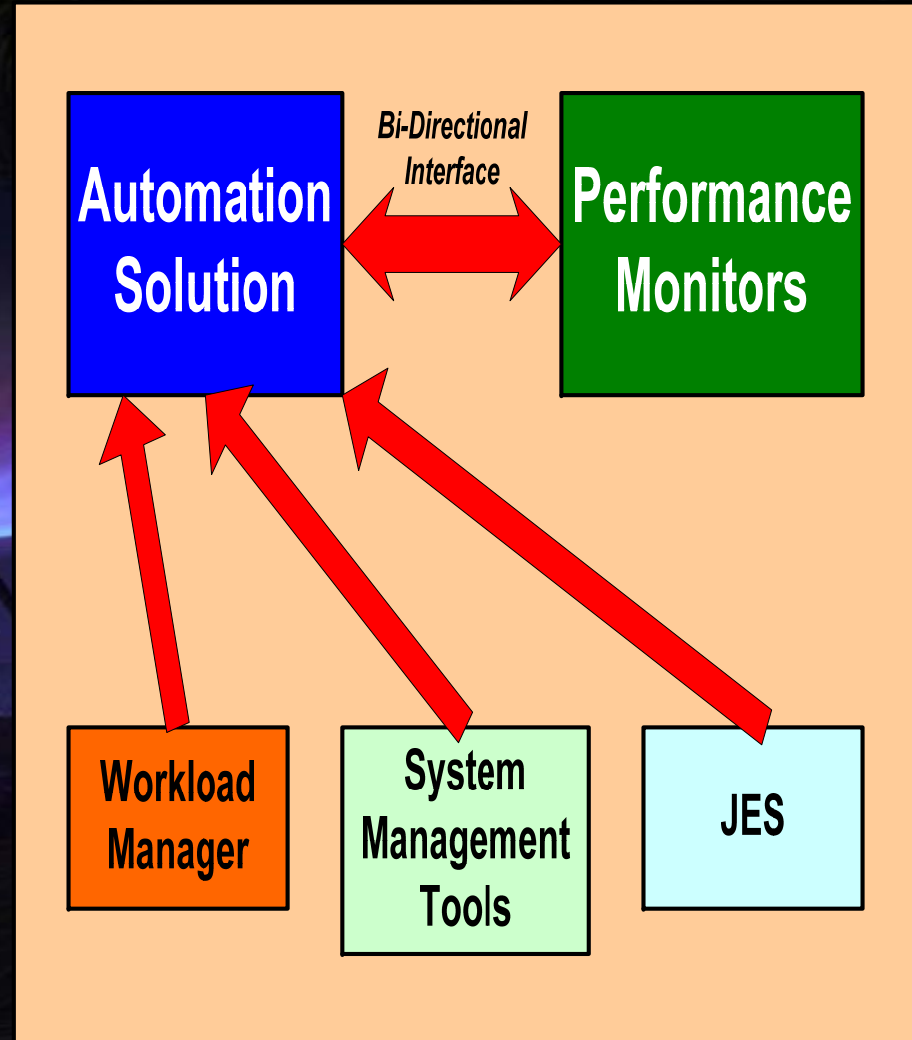 Automation
Solution
Bi-Directional
Interface
Performance
Monitors
Workload
Manager
System
Management
Tools
JES